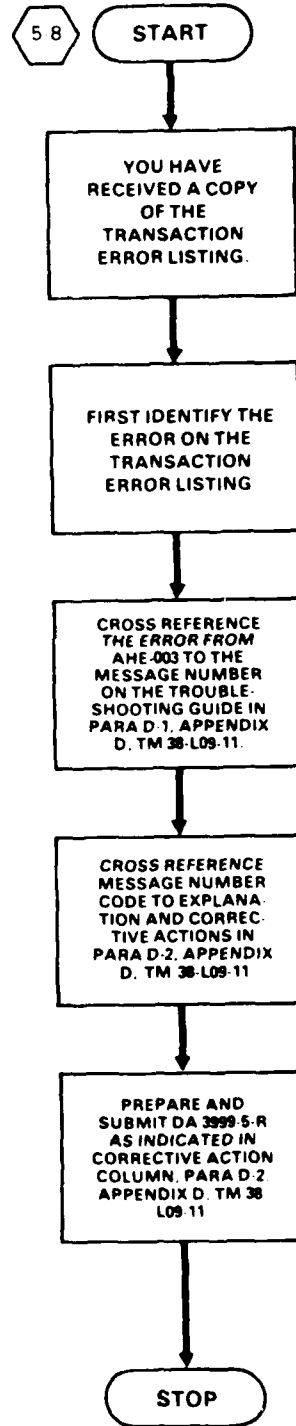 5 8
START
YOU HAVE
RECEIVED A COPY
OF THE
TRANSACTION
ERROR LISTING.
FIRST IDENTIFY THE
ERROR ON THE
TRANSACTION
ERROR LISTING
CROSS REFERENCE
THE ERROR FROM
AHE-003 TO THE
MESSAGE NUMBER
ON THE TROUBLE-
SHOOTING GUIDE IN
PARA D-1, APPENDIX
D, TM 38-L09-11.
CROSS REFERENCE
MESSAGE NUMBER
CODE TO EXPLANA-
TION AND CORREC-
TIVE ACTIONS IN
PARA D-2, APPENDIX
D, TM 38-L09-11
PREPARE AND
SUBMIT DA 3999-5-R
AS INDICATED IN
CORRECTIVE ACTION
COLUMN, PARA D-2
APPENDIX D, TM 38
L09-11
STOP